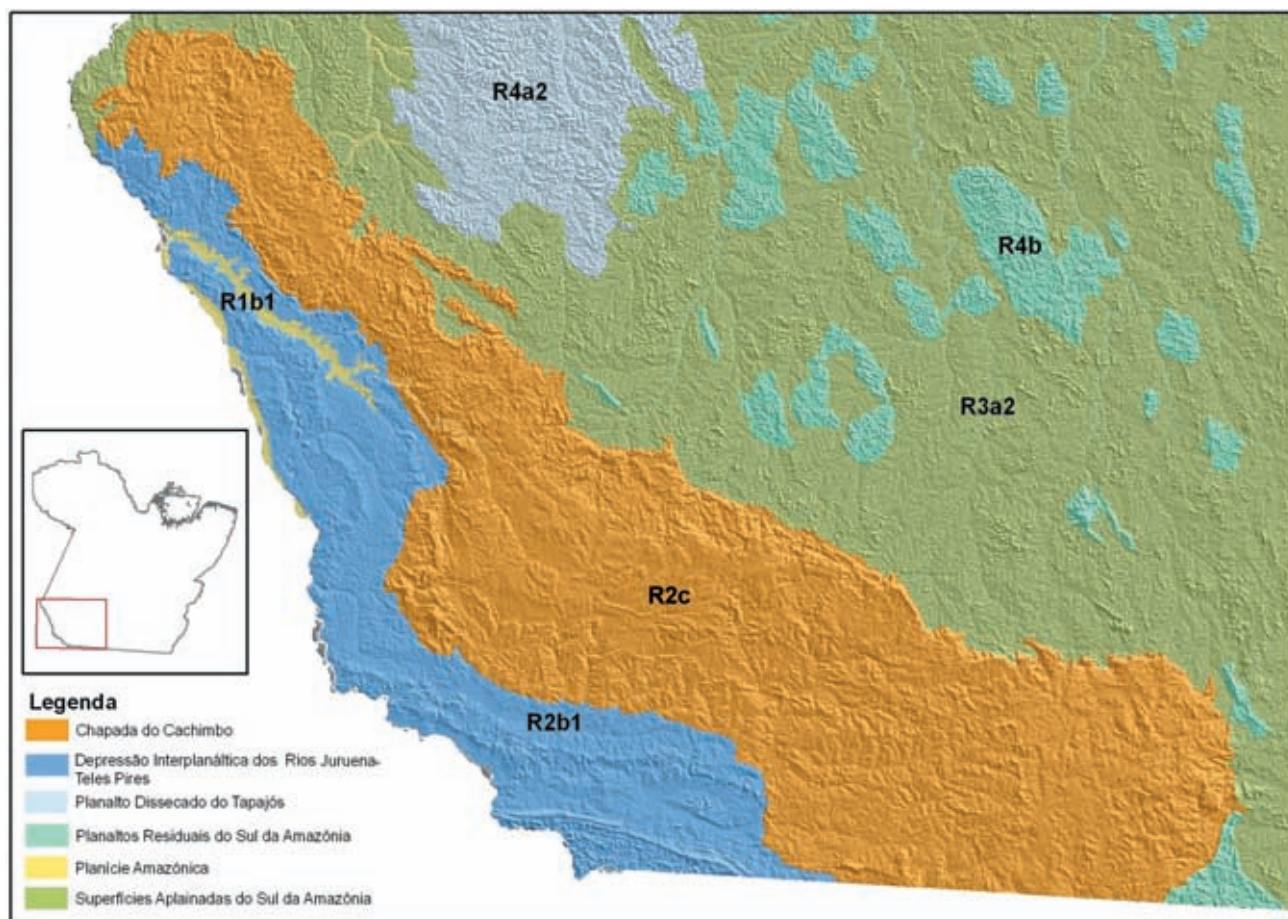 R4a2
R4b
R1b1
R3a2
R2c
R2b1
Legenda
Chapada do Cachimbo
Depressão Interplanáltica dos Rios Juruena-
Teles Pires
Planalto Dissecado do Tapajós
Planaltos Residuais do Sul da Amazônia
Planície Amazônica
Superfícies Aplainadas do Sul da Amazônia